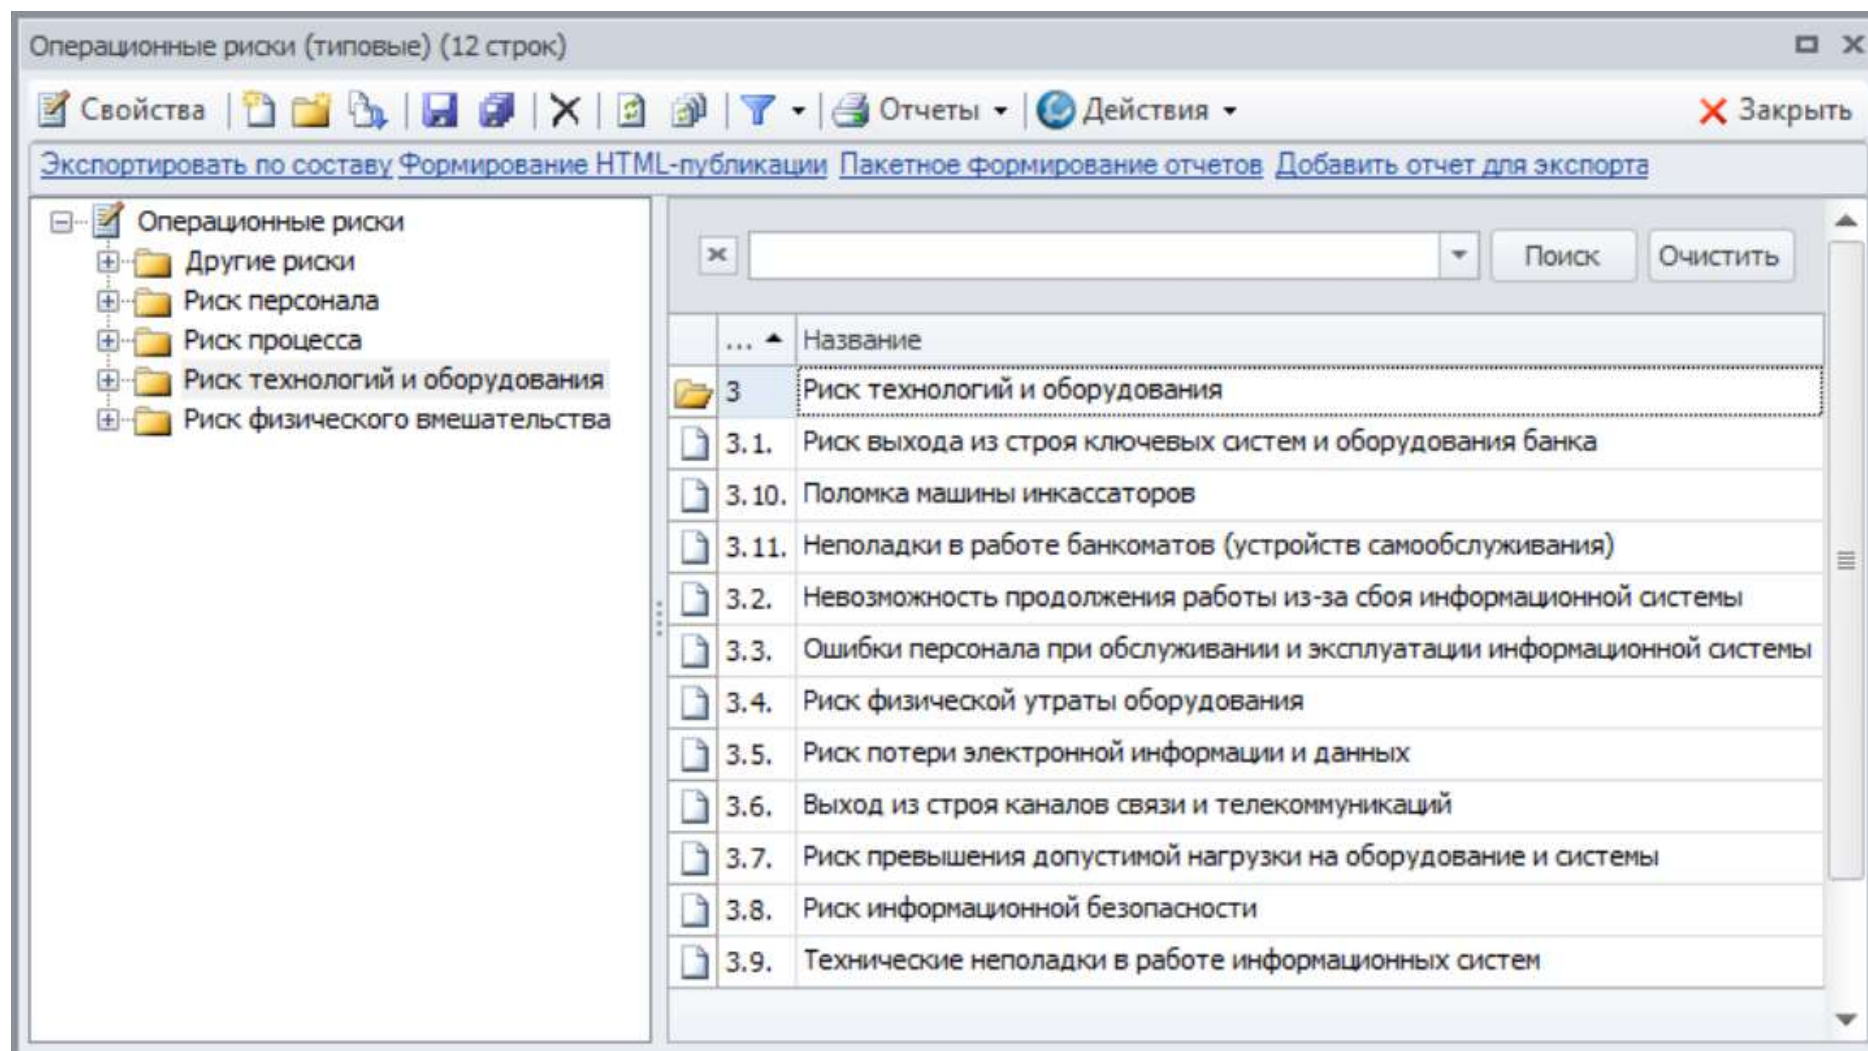 Операционные риски (типовые) (12 строк)
Свойства Отчеты Действия Закрыть
Экспортировать по составу Формирование HTML-публикации Пакетное формирование отчетов Добавить отчет для экспорта
Операционные риски
Другие риски
Риск персонала
Риск процесса
Риск технологий и оборудования
Риск физического вмешательства
Поиск Очистить
... Название
3 Риск технологий и оборудования
3.1. Риск выхода из строя ключевых систем и оборудования банка
3.10. Поломка машины инкассаторов
3.11. Неполадки в работе банкоматов (устройств самообслуживания)
3.2. Невозможность продолжения работы из-за сбоя информационной системы
3.3. Ошибки персонала при обслуживании и эксплуатации информационной системы
3.4. Риск физической утраты оборудования
3.5. Риск потери электронной информации и данных
3.6. Выход из строя каналов связи и телекоммуникаций
3.7. Риск превышения допустимой нагрузки на оборудование и системы
3.8. Риск информационной безопасности
3.9. Технические неполадки в работе информационных систем